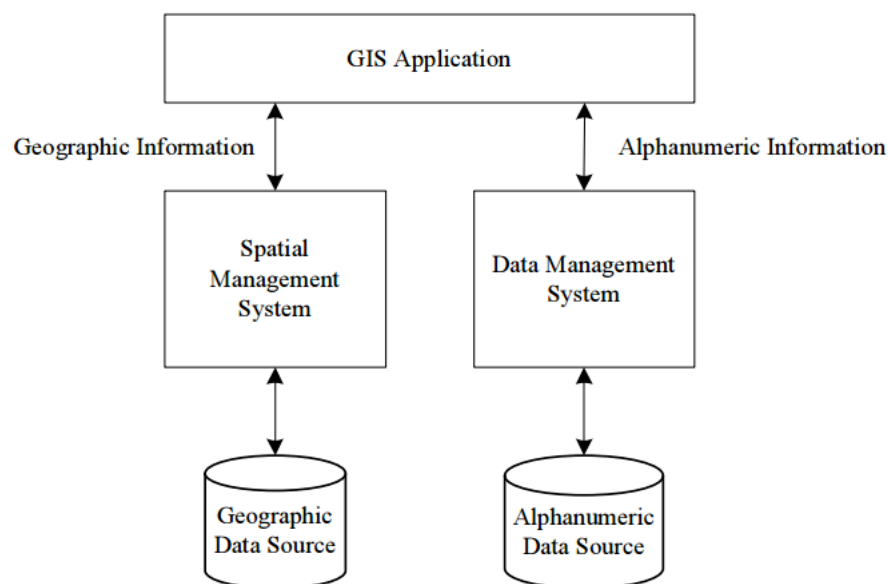 GIS Application
Geographic Information
Alphanumeric Information
Spatial
Management
System
Data Management
System
Geographic
Data Source
Alphanumeric
Data Source